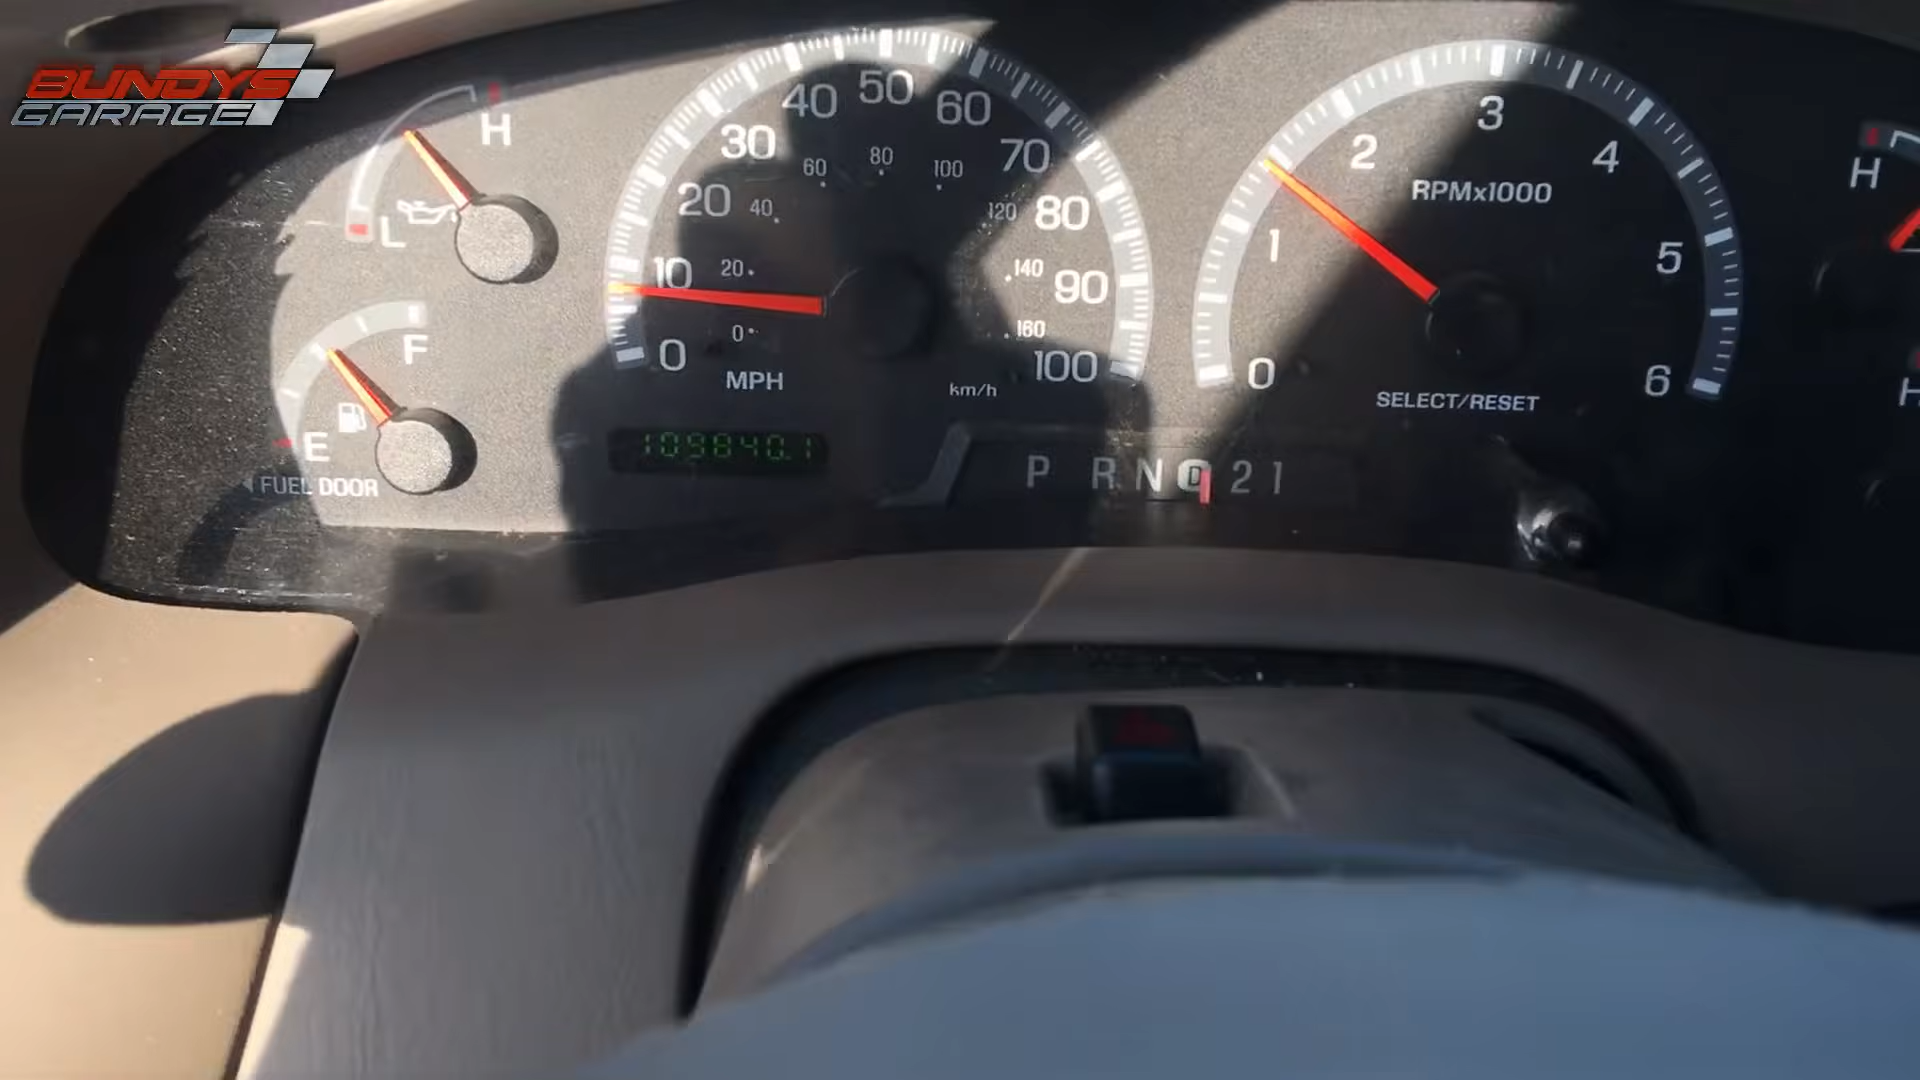 BUNDYS
GARAGE
H
L
F
E
FUEL DOOR
0 10 20 30 40 50 60 70 80 90 100
0 20 40 60 80 100 120 140 160
MPH
km/h
109840.1
P R N D 2 1
0 1 2 3 4 5 6
RPMx1000
SELECT/RESET
H
H